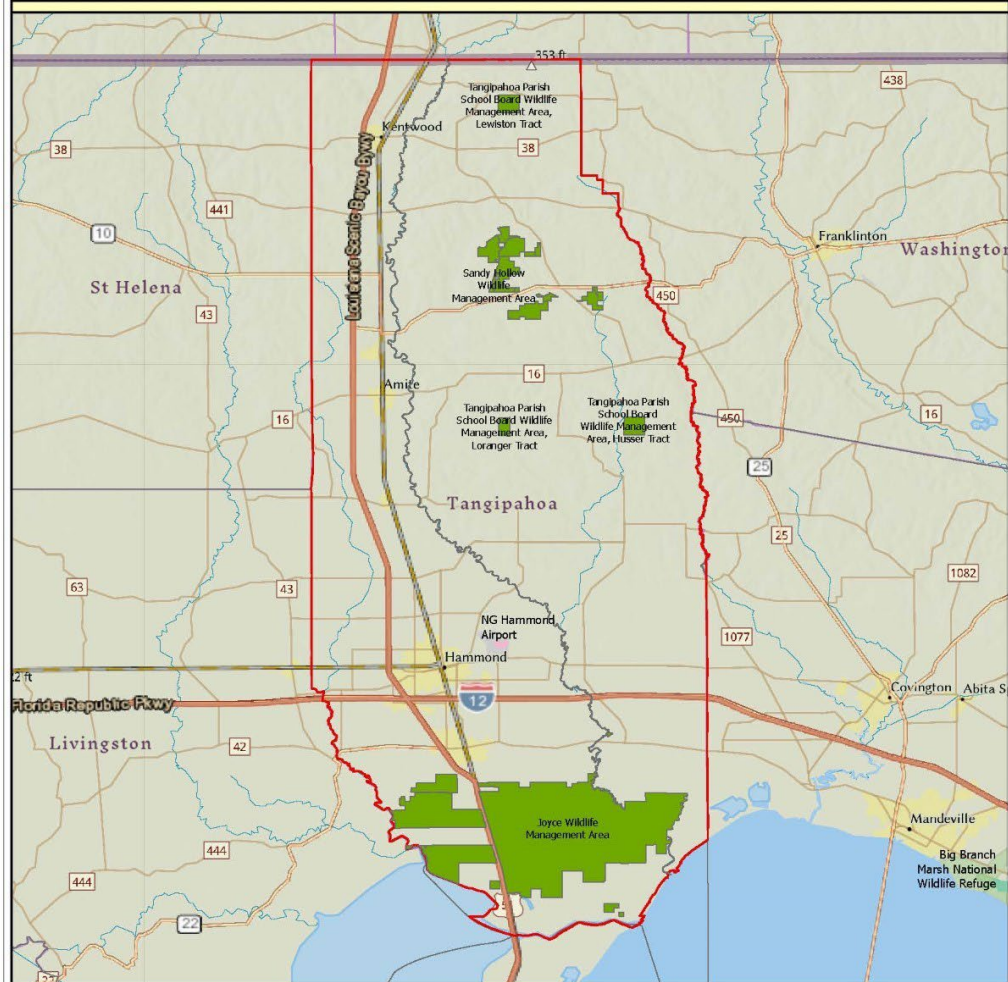 353 ft
438
Tangipahoa Parish
School Board Wildlife
Management Area,
Lewiston Tract
Kentwood
38
38
Louisiana Scenic Bayou Bywy
441
10
Franklinton
Washington
St Helena
Sandy Hollow
Wildlife
Management Area
450
43
16
Amite
16
Tangipahoa Parish
School Board Wildlife
Management Area,
Loranger Tract
Tangipahoa Parish
School Board
Wildlife Management
Area, Husser Tract
450
16
25
Tangipahoa
25
63
43
1082
NG Hammond
Airport
1077
Hammond
2 ft
12
Florida Republic Pkwy
Covington
Abita S
Livingston
42
Joyce Wildlife
Management Area
Mandeville
444
Big Branch
Marsh National
Wildlife Refuge
444
22